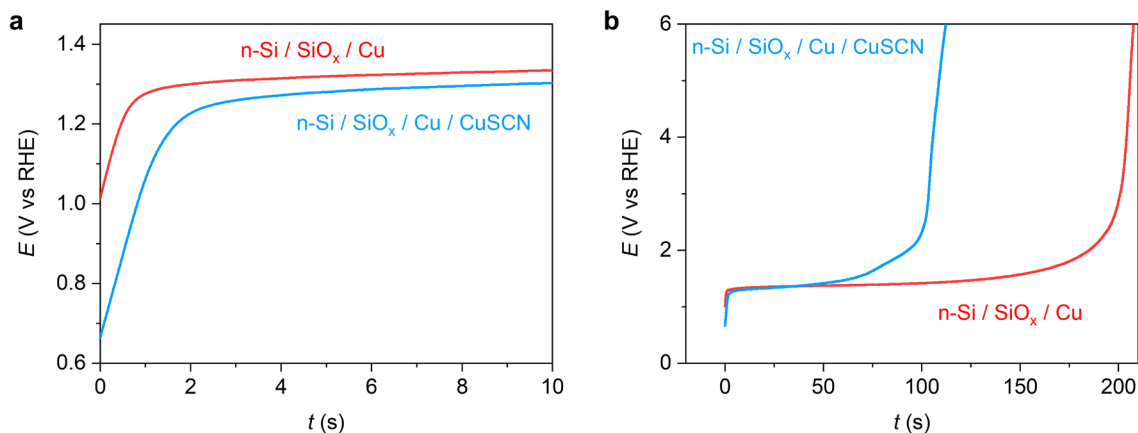 a
1.4
1.2
1.0
0.8
0.6
E (V vs RHE)
n-Si / SiOx / Cu
n-Si / SiOx / Cu / CuSCN
0 2 4 6 8 10
t (s)
b
6
4
2
0
E (V vs RHE)
n-Si / SiOx / Cu / CuSCN
n-Si / SiOx / Cu
0 50 100 150 200
t (s)